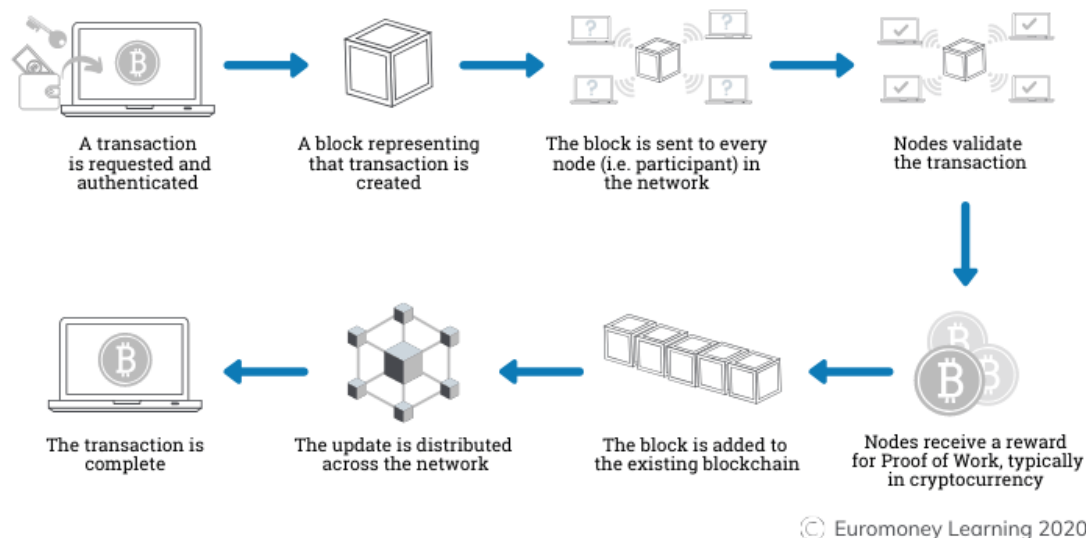 A transaction
is requested and
authenticated
A block representing
that transaction is
created
The block is sent to every
node (i.e. participant) in
the network
Nodes validate
the transaction
Nodes receive a reward
for Proof of Work, typically
in cryptocurrency
The block is added to
the existing blockchain
The update is distributed
across the network
The transaction is
complete
© Euromoney Learning 2020